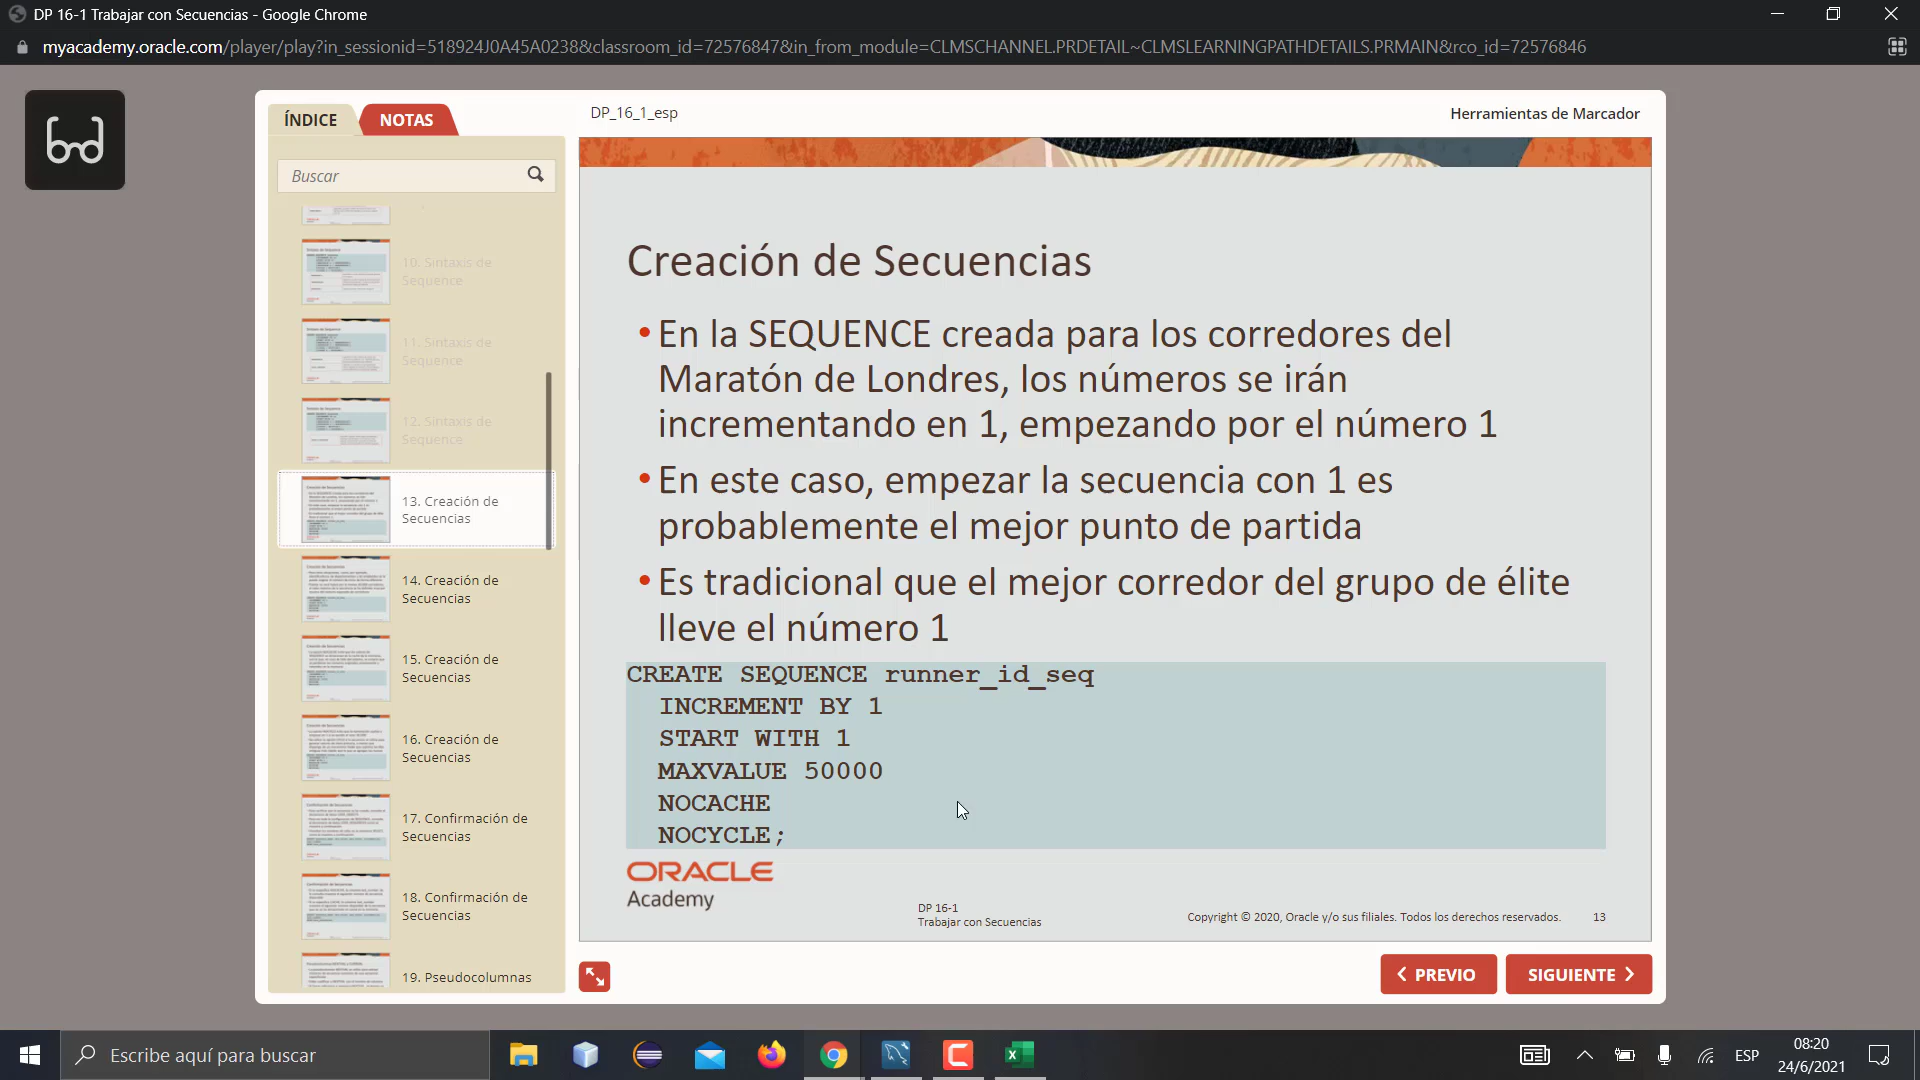 DP 16-1 Trabajar con Secuencias - Google Chrome
myacademy.oracle.com/player/play?in_sessionid=518924J0A45A0238&classroom_id=72576847&in_from_module=CLMSCHANNEL.PRDETAIL~CLMSLEARNINGPATHDETAILS.PRMAIN&rco_id=72576846
ÍNDICE
NOTAS
Buscar
10. Sintaxis de
Sequence
11. Sintaxis de
Sequence
12. Sintaxis de
Sequence
13. Creación de
Secuencias
14. Creación de
Secuencias
15. Creación de
Secuencias
16. Creación de
Secuencias
17. Confirmación de
Secuencias
18. Confirmación de
Secuencias
19. Pseudocolumnas
DP_16_1_esp
Herramientas de Marcador
Creación de Secuencias
•En la SEQUENCE creada para los corredores del
Maratón de Londres, los números se irán
incrementando en 1, empezando por el número 1
•En este caso, empezar la secuencia con 1 es
probablemente el mejor punto de partida
•Es tradicional que el mejor corredor del grupo de élite
lleve el número 1
CREATE SEQUENCE runner_id_seq
INCREMENT BY 1
START WITH 1
MAXVALUE 50000
NOCACHE
NOCYCLE;
ORACLE
Academy
DP 16-1
Trabajar con Secuencias
Copyright © 2020, Oracle y/o sus filiales. Todos los derechos reservados.
13
PREVIO
SIGUIENTE
Escribe aquí para buscar
ESP
08:20
24/6/2021